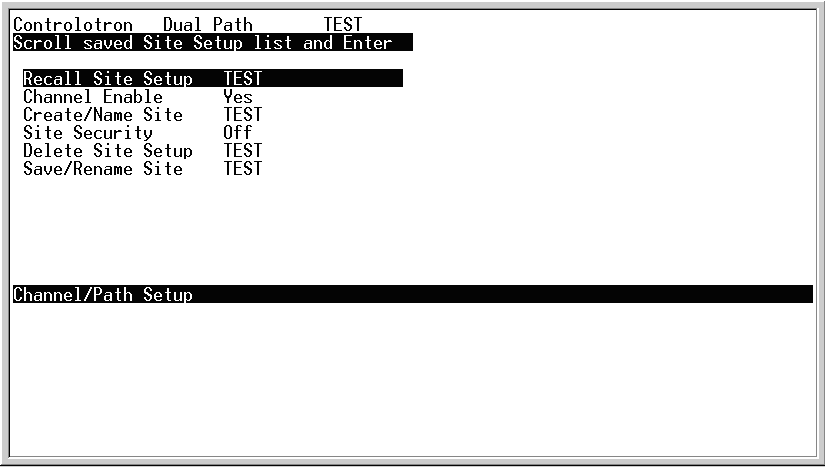 Controlotron Dual Path TEST
Scroll saved Site Setup list and Enter
Recall Site Setup TEST
Channel Enable Yes
Create/Name Site TEST
Site Security Off
Delete Site Setup TEST
Save/Rename Site TEST
Channel/Path Setup